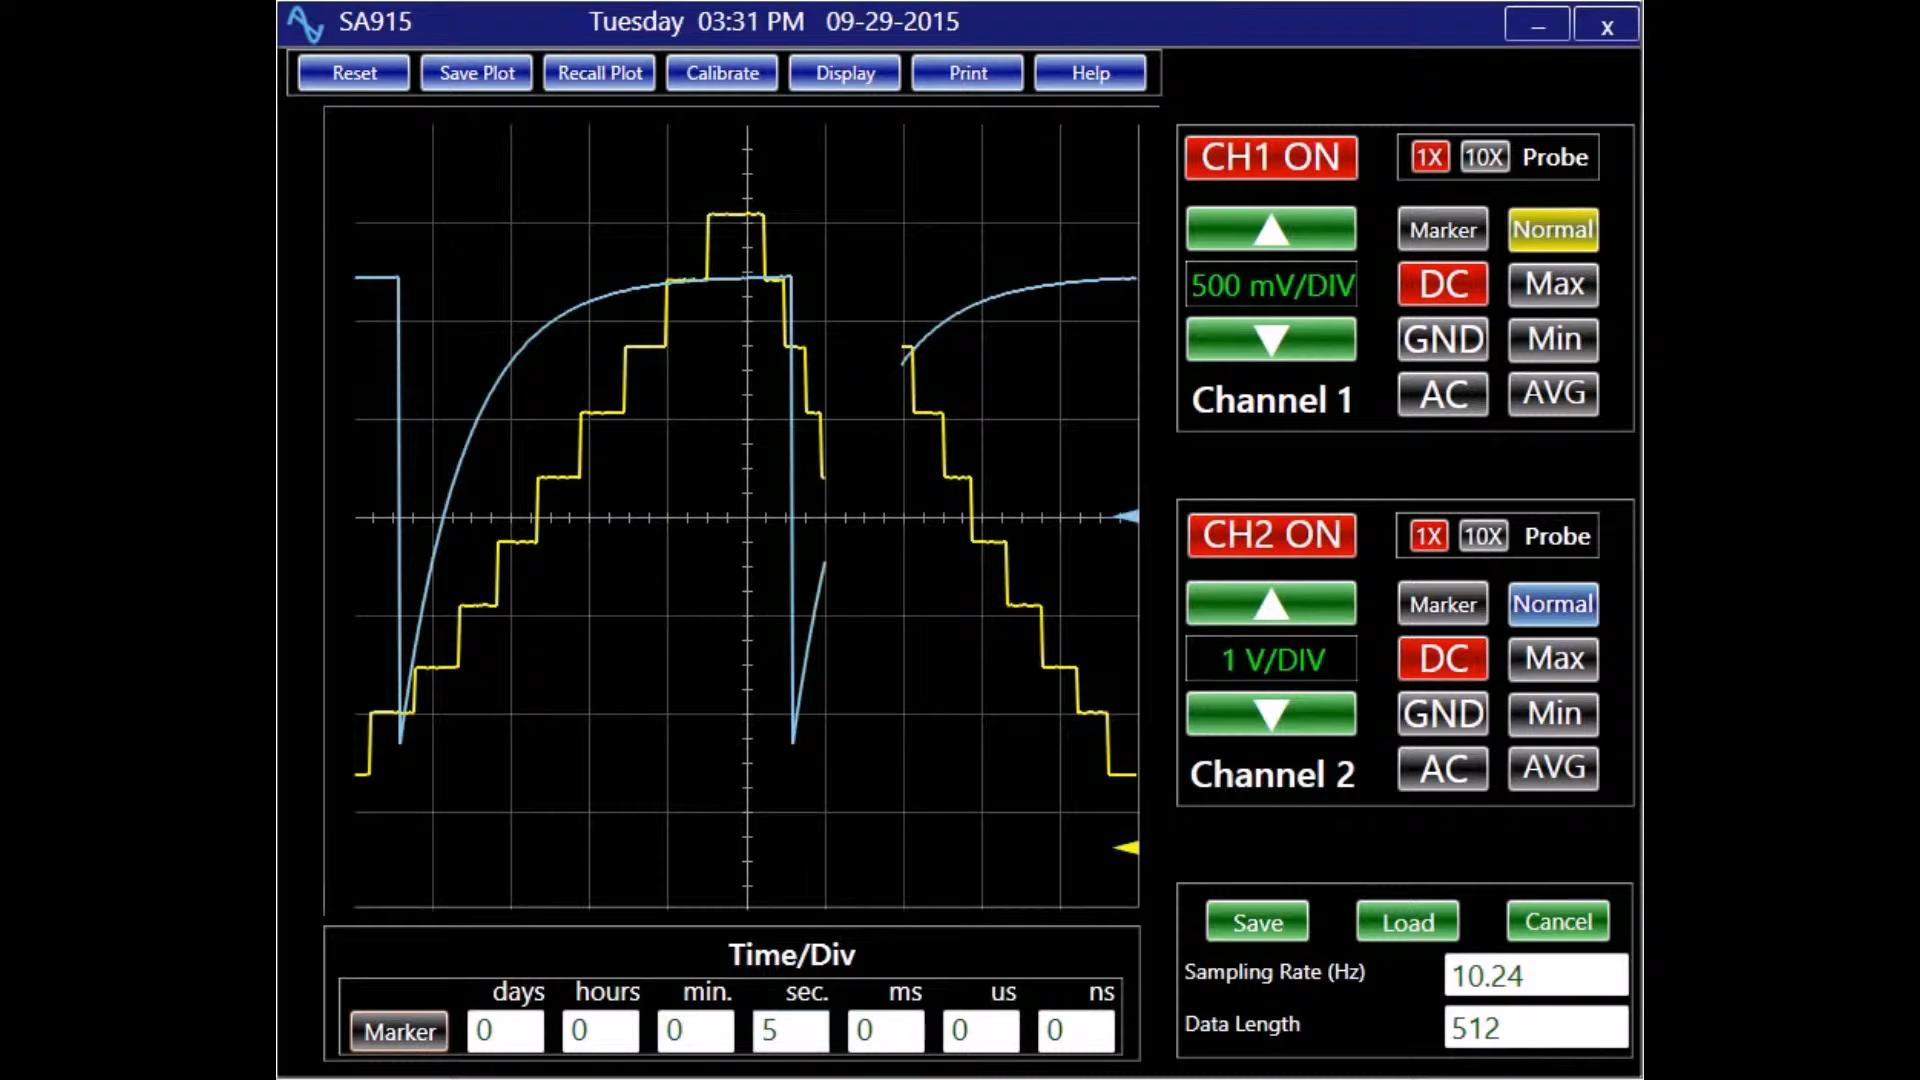 SA915 Tuesday 03:31 PM 09-29-2015 – x
Reset Save Plot Recall Plot Calibrate Display Print Help
CH1 ON 1X 10X Probe
Marker Normal
500 mV/DIV DC Max
GND Min
Channel 1 AC AVG
CH2 ON 1X 10X Probe
Marker Normal
1 V/DIV DC Max
GND Min
Channel 2 AC AVG
Save Load Cancel
Sampling Rate (Hz) 10.24
Data Length 512
Time/Div
days hours min. sec. ms us ns
Marker 0 0 0 5 0 0 0